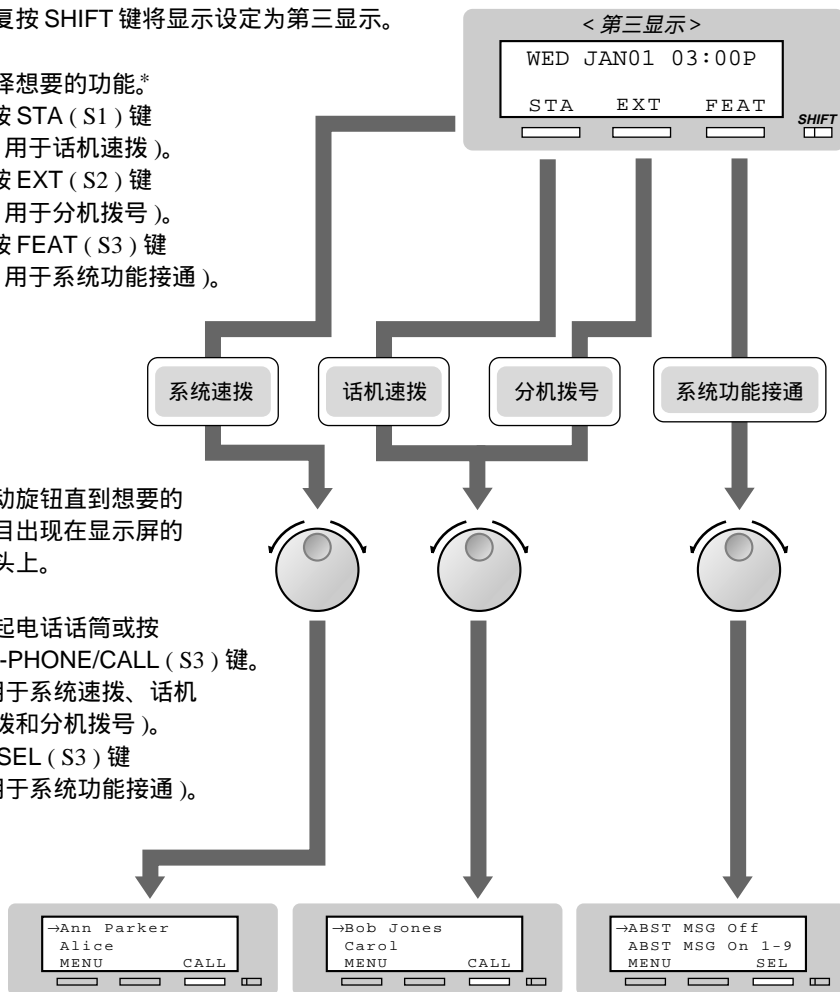 复按 SHIFT 键将显示设定为第三显示。
择想要的功能。*
按 STA ( S1 ) 键
用于话机速拨 )。
按 EXT ( S2 ) 键
用于分机拨号 )。
按 FEAT ( S3 ) 键
用于系统功能接通 )。
< 第三显示 >
WED JAN01 03:00P
STA EXT FEAT
SHIFT
系统速拨
话机速拨
分机拨号
系统功能接通
动旋钮直到想要的
目出现在显示屏的
头上。
起电话话筒或按
-PHONE/CALL ( S3 ) 键。
用于系统速拨、话机
拨和分机拨号 )。
SEL ( S3 ) 键
用于系统功能接通 )。
→Ann Parker
Alice
MENU CALL
→Bob Jones
Carol
MENU CALL
→ABST MSG Off
ABST MSG On 1-9
MENU SEL